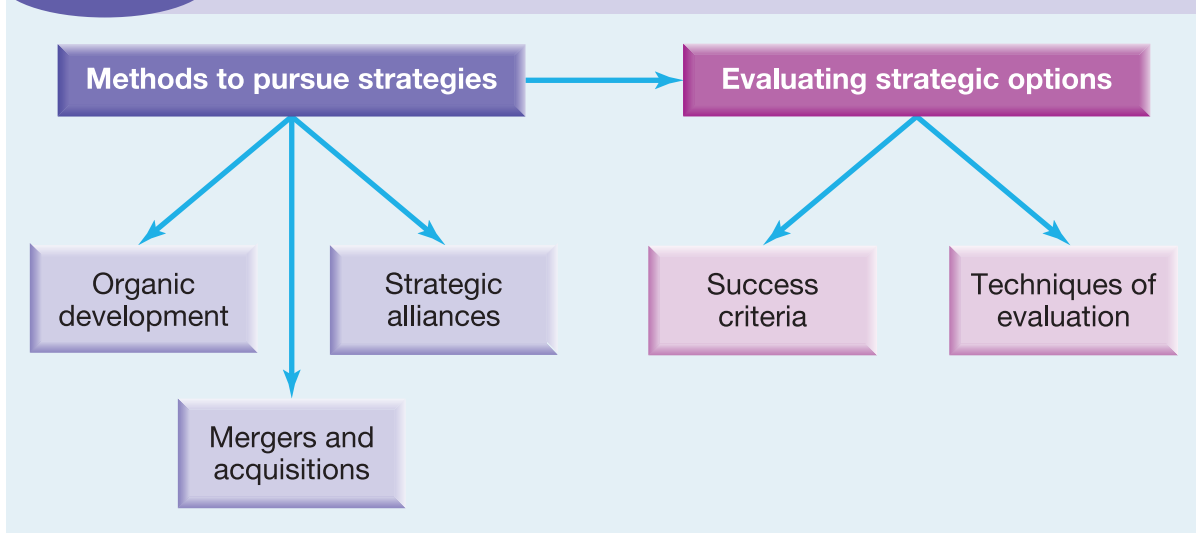 Methods to pursue strategies
Evaluating strategic options
Organic
development
Strategic
alliances
Success
criteria
Techniques of
evaluation
Mergers and
acquisitions